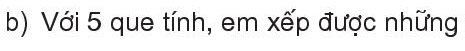 b) Với 5 que tính, em xếp được những